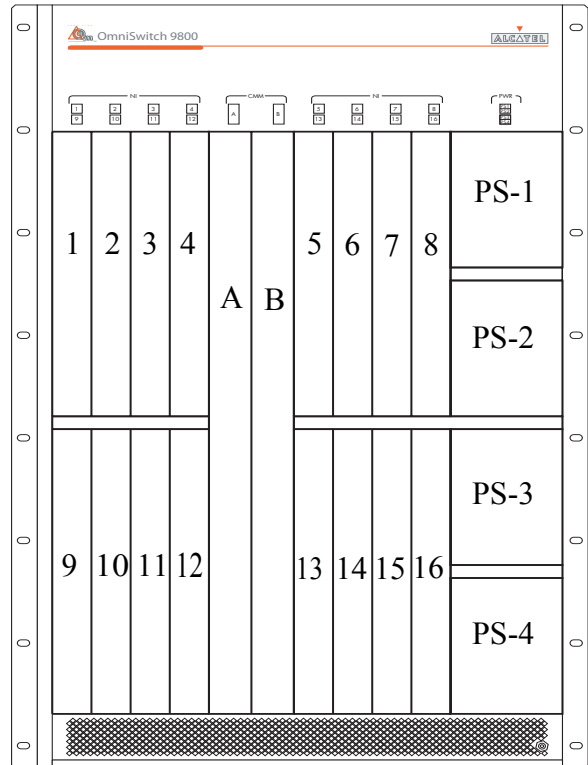 OmniSwitch 9800
ALCATEL
NI CMM NI PWR
1 2 3 4 A B 5 6 7 8
9 10 11 12 13 14 15 16
1 2 3 4 A B 5 6 7 8 PS-1
PS-2
9 10 11 12 13 14 15 16 PS-3
PS-4